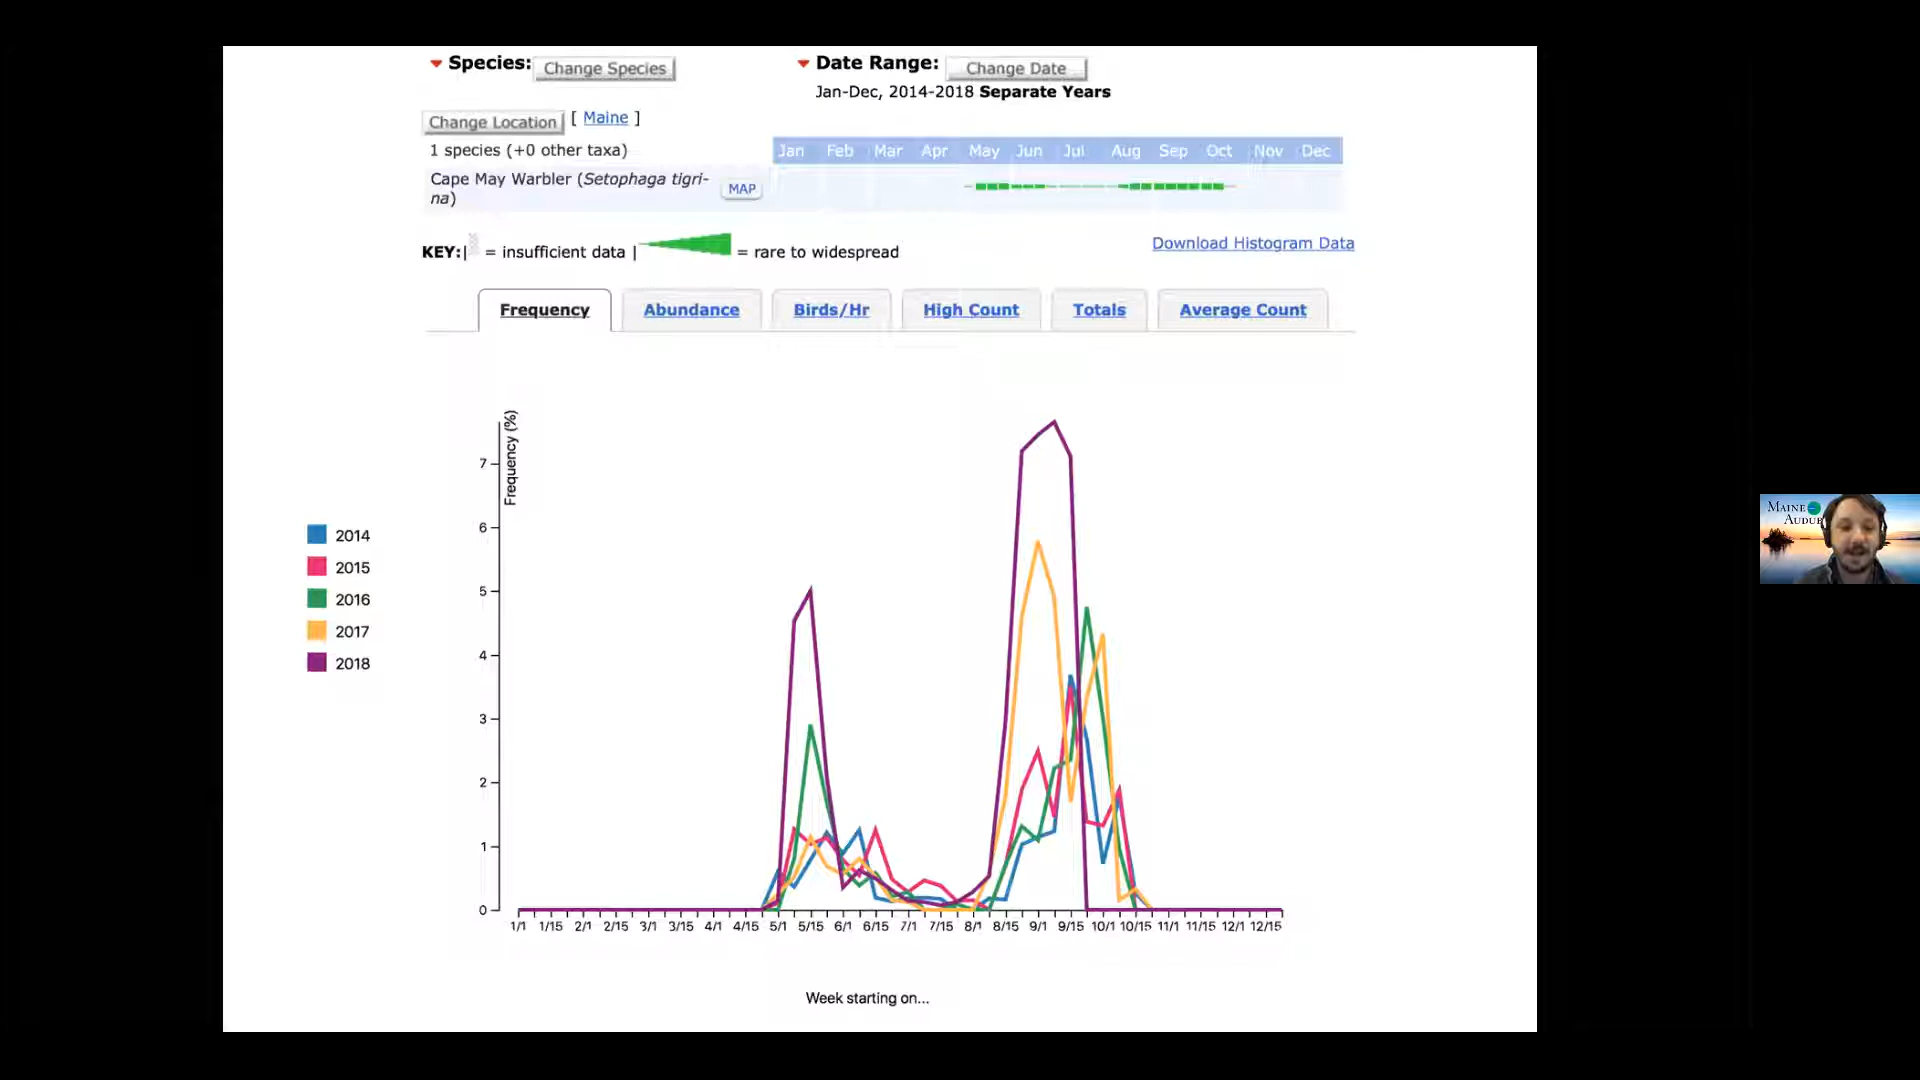 Species: Change Species
Date Range: Change Date
Jan-Dec, 2014-2018 Separate Years
Change Location [ Maine ]
1 species (+0 other taxa)
Jan Feb Mar Apr May Jun Jul Aug Sep Oct Nov Dec
Cape May Warbler (Setophaga tigri-
na)
MAP
KEY:| = insufficient data | = rare to widespread
Download Histogram Data
Frequency Abundance Birds/Hr High Count Totals Average Count
Frequency (%)
7
6
5
4
3
2
1
0
2014
2015
2016
2017
2018
1/1 1/15 2/1 2/15 3/1 3/15 4/1 4/15 5/1 5/15 6/1 6/15 7/1 7/15 8/1 8/15 9/1 9/15 10/1 10/15 11/1 11/15 12/1 12/15
Week starting on...
MAINE
AUDUB